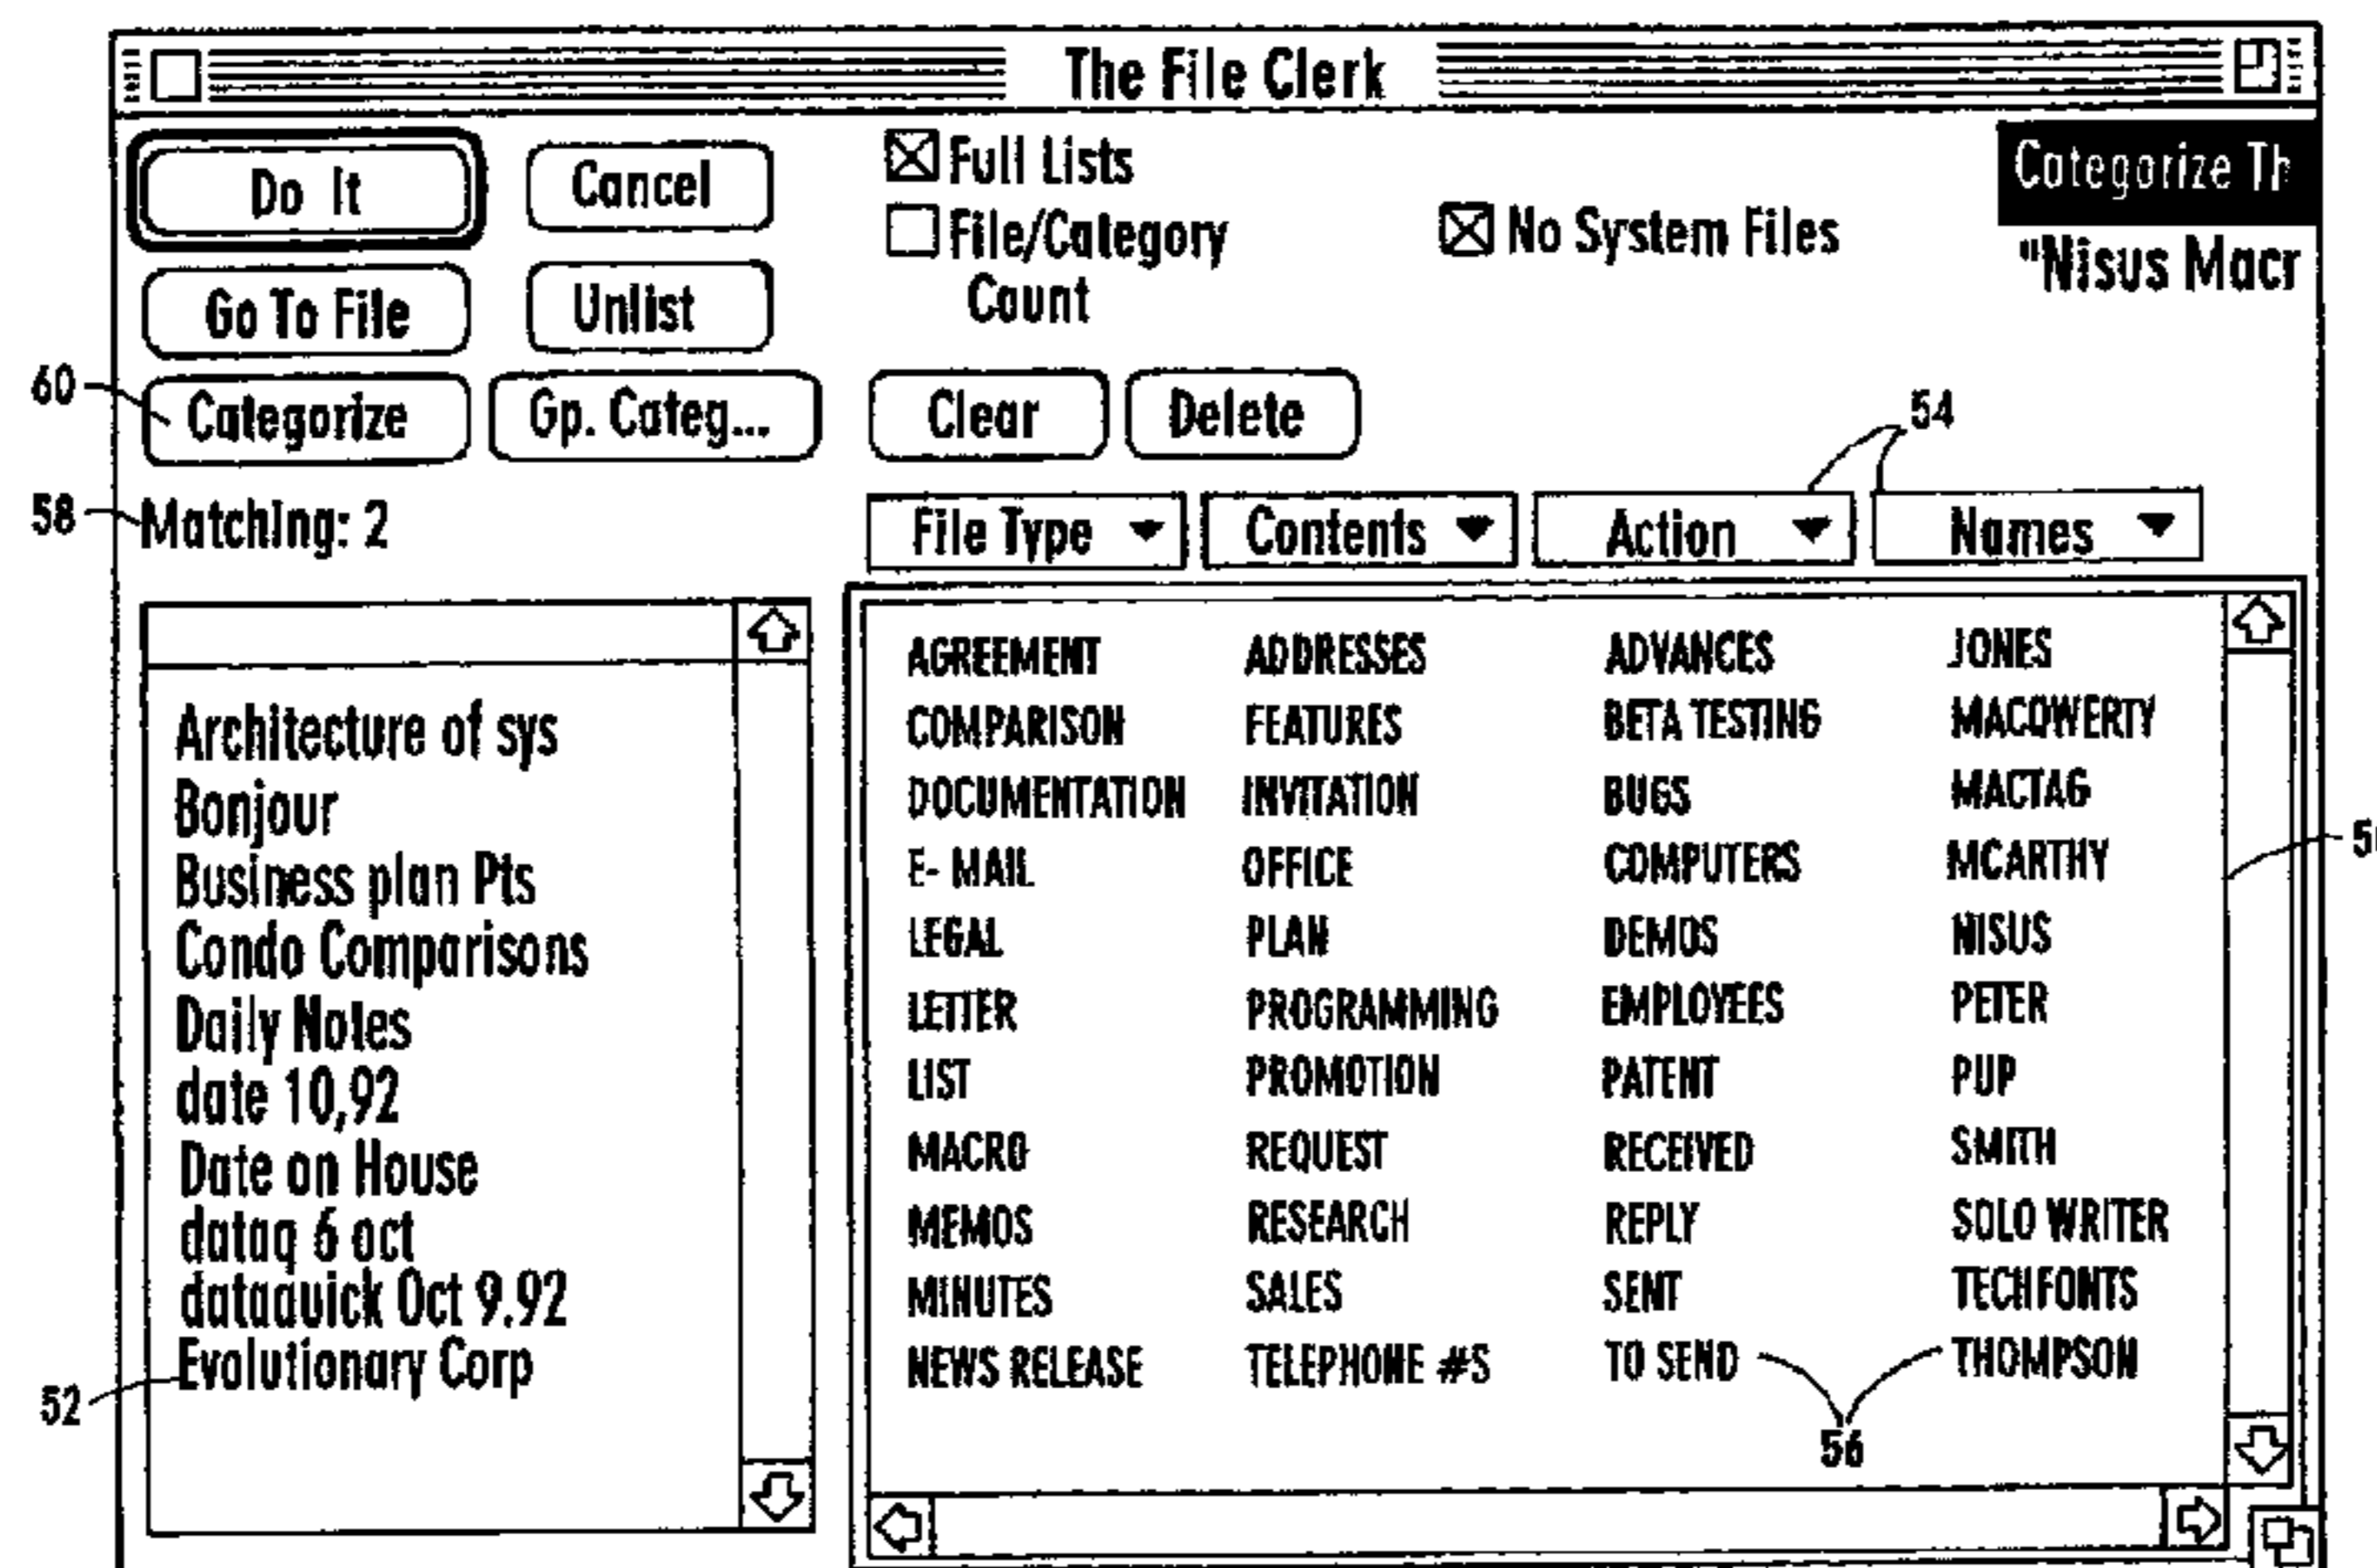 The File Clerk
Do It Cancel
Full Lists
File/Category
Count
No System Files
Categorize Th
"Nisus Macr
Go To File Unlist
60
Categorize Gp. Categ... Clear Delete
54
58
Matching: 2
File Type Contents Action Names
Architecture of sys
Bonjour
Business plan Pts
Condo Comparisons
Daily Notes
date 10,92
Date on House
dataq 6 oct
dataquick Oct 9.92
Evolutionary Corp
52
AGREEMENT ADDRESSES ADVANCES JONES
COMPARISON FEATURES BETA TESTING MACQWERTY
DOCUMENTATION INVITATION BUGS MACTAG
E- MAIL OFFICE COMPUTERS MCARTHY
LEGAL PLAN DEMOS NISUS
LETTER PROGRAMMING EMPLOYEES PETER
LIST PROMOTION PATENT PUP
MACRO REQUEST RECEIVED SMITH
MEMOS RESEARCH REPLY SOLO WRITER
MINUTES SALES SENT TECHFONTS
NEWS RELEASE TELEPHONE #S TO SEND THOMPSON
56